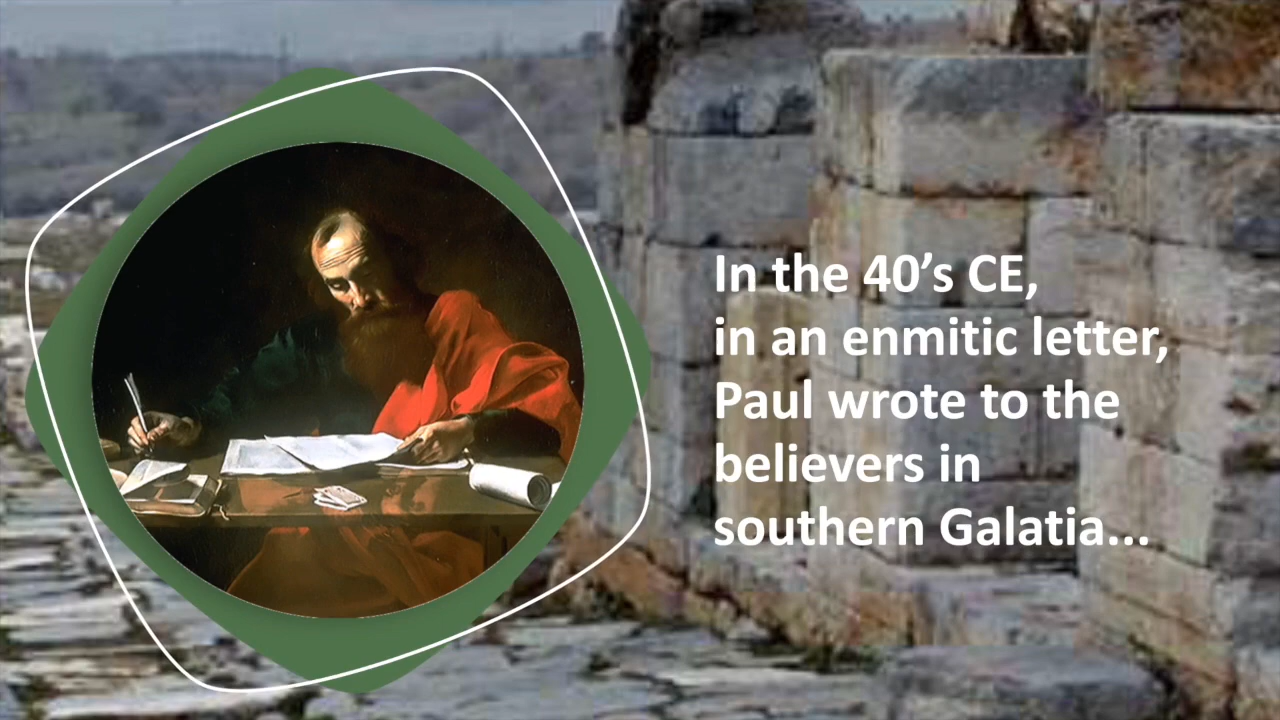 In the 40’s CE,
in an enmitic letter,
Paul wrote to the
believers in
southern Galatia...